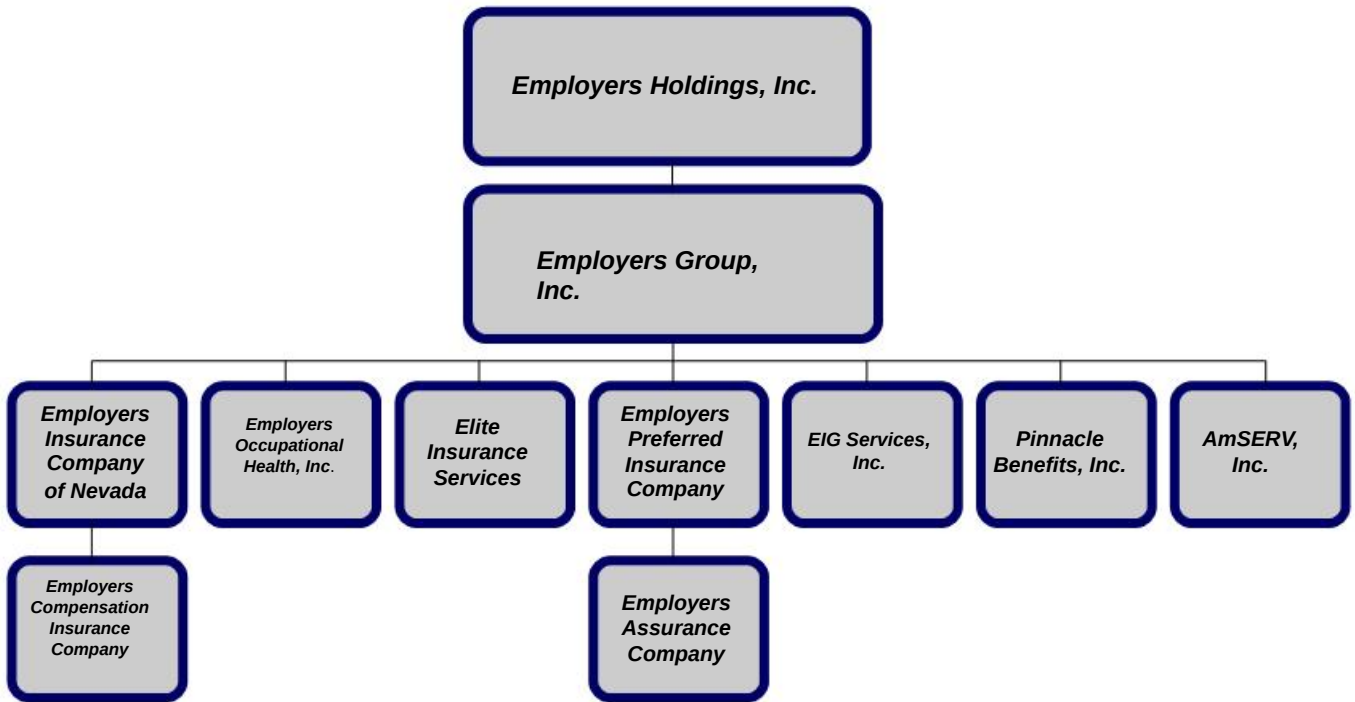 Employers Holdings, Inc.
Employers Group,
Inc.
Employers
Insurance
Company
of Nevada
Employers
Occupational
Health, Inc.
Elite
Insurance
Services
Employers
Preferred
Insurance
Company
EIG Services,
Inc.
Pinnacle
Benefits, Inc.
AmSERV,
Inc.
Employers
Compensation
Insurance
Company
Employers
Assurance
Company